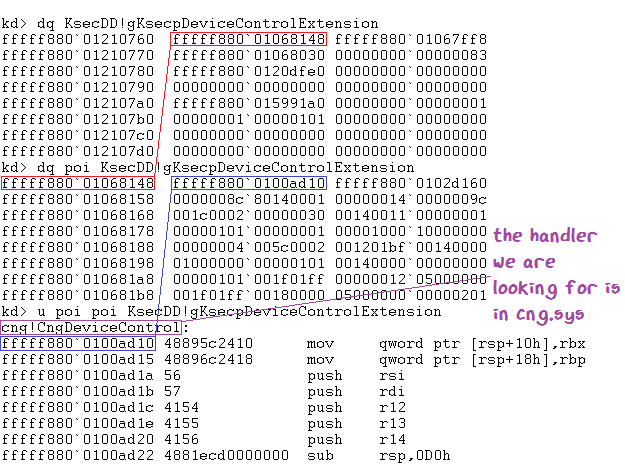 kd> dq KsecDD!gKsecpDeviceControlExtension
fffff880`01210760  fffff880`01068148 fffff880`01067ff8
fffff880`01210770  fffff880`01068030 00000000`00000083
fffff880`01210780  fffff880`0120dfe0 00000000`00000000
fffff880`01210790  00000000`00000000 00000000`00000000
fffff880`012107a0  fffff880`015991a0 00000000`00000001
fffff880`012107b0  00000001`00000101 00000000`00000000
fffff880`012107c0  00000000`00000000 00000000`00000000
fffff880`012107d0  00000000`00000000 00000000`00000000
kd> dq poi KsecDD!gKsecpDeviceControlExtension
fffff880`01068148  fffff880`0100ad10 fffff880`0102d160
fffff880`01068158  0000008c`80140001 00000014`0000009c
fffff880`01068168  001c0002`00000030 00140011`00000001
fffff880`01068178  00000101`00000001 00001000`10000000
fffff880`01068188  00000004`005c0002 001201bf`00140000
fffff880`01068198  01000000`00000101 00140000`00000000
fffff880`010681a8  00000101`001f01ff 00000012`05000000
fffff880`010681b8  001f01ff`00180000 05000000`00000201
the handler
we are
looking for is
in cng.sys
kd> u poi poi KsecDD!gKsecpDeviceControlExtension
cng!CngDeviceControl:
fffff880`0100ad10 48895c2410      mov     qword ptr [rsp+10h],rbx
fffff880`0100ad15 48896c2418      mov     qword ptr [rsp+18h],rbp
fffff880`0100ad1a 56              push    rsi
fffff880`0100ad1b 57              push    rdi
fffff880`0100ad1c 4154            push    r12
fffff880`0100ad1e 4155            push    r13
fffff880`0100ad20 4156            push    r14
fffff880`0100ad22 4881ecd0000000  sub     rsp,0D0h